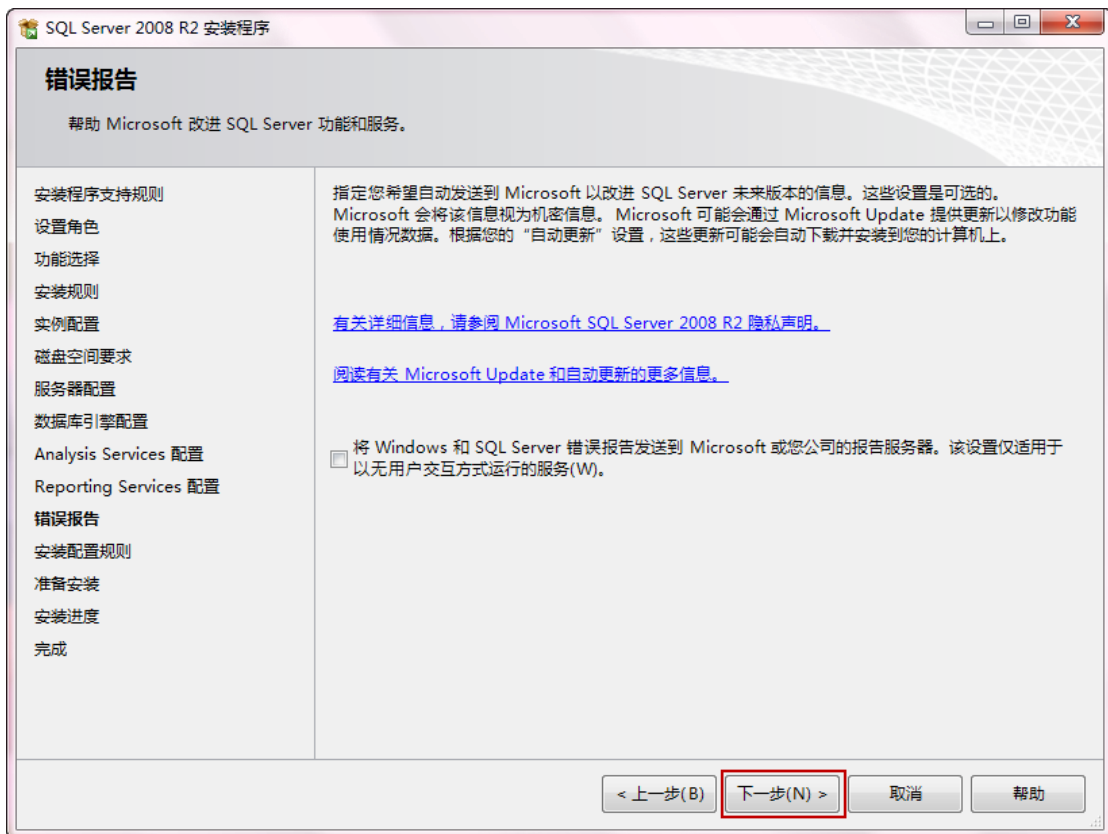 SQL Server 2008 R2 安装程序
错误报告
帮助 Microsoft 改进 SQL Server 功能和服务。
安装程序支持规则
设置角色
功能选择
安装规则
实例配置
磁盘空间要求
服务器配置
数据库引擎配置
Analysis Services 配置
Reporting Services 配置
错误报告
安装配置规则
准备安装
安装进度
完成
指定您希望自动发送到 Microsoft 以改进 SQL Server 未来版本的信息。这些设置是可选的。
Microsoft 会将该信息视为机密信息。 Microsoft 可能会通过 Microsoft Update 提供更新以修改功能
使用情况数据。根据您的“自动更新”设置，这些更新可能会自动下载并安装到您的计算机上。
有关详细信息，请参阅 Microsoft SQL Server 2008 R2 隐私声明。
阅读有关 Microsoft Update 和自动更新的更多信息。
将 Windows 和 SQL Server 错误报告发送到 Microsoft 或您公司的报告服务器。该设置仅适用于
以无用户交互方式运行的服务(W)。
< 上一步(B)
下一步(N) >
取消
帮助